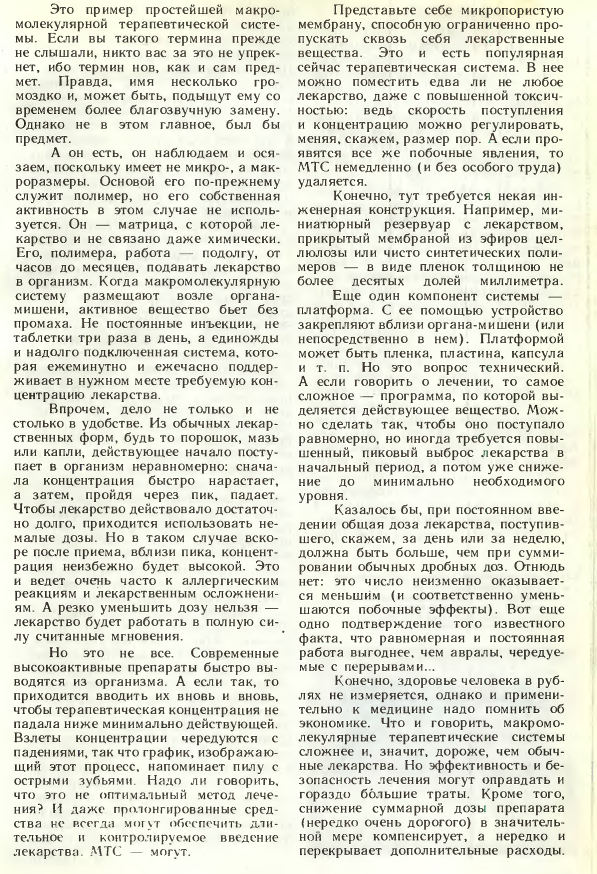 Это пример простейшей макро-
молекулярной терапевтической систе-
мы. Если вы такого термина прежде
не слышали, никто вас за это не упрек-
нет, ибо термин нов, как и сам пред-
мет. Правда, имя несколько гро-
моздко и, может быть, подыщут ему со
временем более благозвучную замену.
Однако не в этом главное, был бы
предмет.
А он есть, он наблюдаем и ося-
заем, поскольку имеет не микро-, а мак-
роразмеры. Основой его по-прежнему
служит полимер, но его собственная
активность в этом случае не исполь-
зуется. Он — матрица, с которой ле-
карство и не связано даже химически.
Его, полимера, работа — подолгу, от
часов до месяцев, подавать лекарство
в организм. Когда макромолекулярную
систему размещают возле органа-
мишени, активное вещество бьет без
промаха. Не постоянные инъекции, не
таблетки три раза в день, а единожды
и надолго подключенная система, кото-
рая ежеминутно и ежечасно поддер-
живает в нужном месте требуемую кон-
центрацию лекарства.
Впрочем, дело не только и не
столько в удобстве. Из обычных лекар-
ственных форм, будь то порошок, мазь
или капли, действующее начало посту-
пает в организм неравномерно: снача-
ла концентрация быстро нарастает,
а затем, пройдя через пик, падает.
Чтобы лекарство действовало достаточ-
но долго, приходится использовать не-
малые дозы. Но в таком случае вско-
ре после приема, вблизи пика, концент-
рация неизбежно будет высокой. Это
и ведет очень часто к аллергическим
реакциям и лекарственным осложнени-
ям. А резко уменьшить дозу нельзя —
лекарство будет работать в полную си-
лу считанные мгновения.
Но это не все. Современные
высокоактивные препараты быстро вы-
водятся из организма. А если так, то
приходится вводить их вновь и вновь,
чтобы терапевтическая концентрация не
падала ниже минимально действующей.
Взлеты концентрации чередуются с
падениями, так что график, изображаю-
щий этот процесс, напоминает пилу с
острыми зубьями. Надо ли говорить,
что это не оптимальный метод лече-
ния? И даже пролонгированные сред-
ства не всегда могут обеспечить дли-
тельное и контролируемое введение
лекарства. МТС — могут.
Представьте себе микропористую
мембрану, способную ограниченно про-
пускать сквозь себя лекарственные
вещества. Это и есть популярная
сейчас терапевтическая система. В нее
можно поместить едва ли не любое
лекарство, даже с повышенной токсич-
ностью: ведь скорость поступления
и концентрацию можно регулировать,
меняя, скажем, размер пор. А если про-
явятся все же побочные явления, то
МТС немедленно (и без особого труда)
удаляется.
Конечно, тут требуется некая ин-
женерная конструкция. Например, ми-
ниатюрный резервуар с лекарством,
прикрытый мембраной из эфиров цел-
люлозы или чисто синтетических поли-
меров — в виде пленок толщиною не
более десятых долей миллиметра.
Еще один компонент системы —
платформа. С ее помощью устройство
закрепляют вблизи органа-мишени (или
непосредственно в нем). Платформой
может быть пленка, пластина, капсула
и т. п. Но это вопрос технический.
А если говорить о лечении, то самое
сложное — программа, по которой вы-
деляется действующее вещество. Мож-
но сделать так, чтобы оно поступало
равномерно, но иногда требуется повы-
шенный, пиковый выброс лекарства в
начальный период, а потом уже сниже-
ние до минимально необходимого
уровня.
Казалось бы, при постоянном вве-
дении общая доза лекарства, поступив-
шего, скажем, за день или за неделю,
должна быть больше, чем при сумми-
ровании обычных дробных доз. Отнюдь
нет: это число неизменно оказывает-
ся меньшим (и соответственно умень-
шаются побочные эффекты). Вот еще
одно подтверждение того известного
факта, что равномерная и постоянная
работа выгоднее, чем авралы, чередуе-
мые с перерывами...
Конечно, здоровье человека в руб-
лях не измеряется, однако и примени-
тельно к медицине надо помнить об
экономике. Что и говорить, макромо-
лекулярные терапевтические системы
сложнее и, значит, дороже, чем обыч-
ные лекарства. Но эффективность и бе-
зопасность лечения могут оправдать и
гораздо бóльшие траты. Кроме того,
снижение суммарной дозы препарата
(нередко очень дорогого) в значитель-
ной мере компенсирует, а нередко и
перекрывает дополнительные расходы.